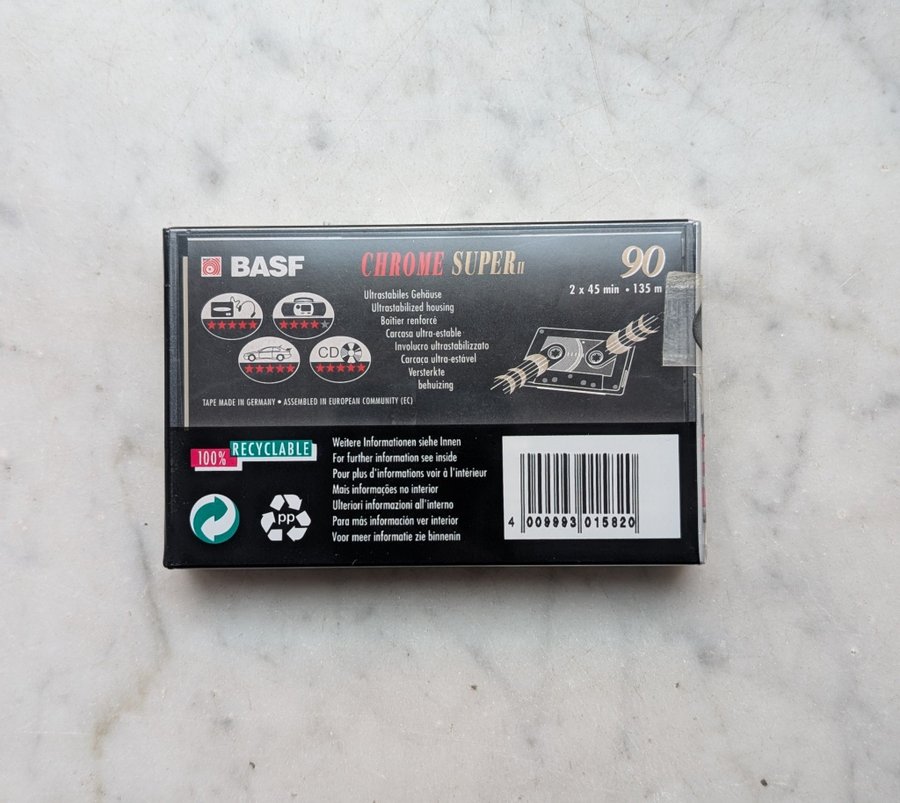 BASF
CHROME SUPER II
90
2 x 45 min • 135 m
Ultrastabiles Gehäuse
Ultrastabilized housing
Boîtier renforcé
Carcasa ultra-estable
Involucro ultrastabilizzato
Carcaça ultra-estável
Versterkte
behuizing
CD
TAPE MADE IN GERMANY • ASSEMBLED IN EUROPEAN COMMUNITY (EC)
100% RECYCLABLE
PP
Weitere Informationen siehe Innen
For further information see inside
Pour plus d'informations voir à l'intérieur
Mais informações no interior
Ulteriori informazioni all'interno
Para más información ver interior
Voor meer informatie zie binnenin
4 009993 015820